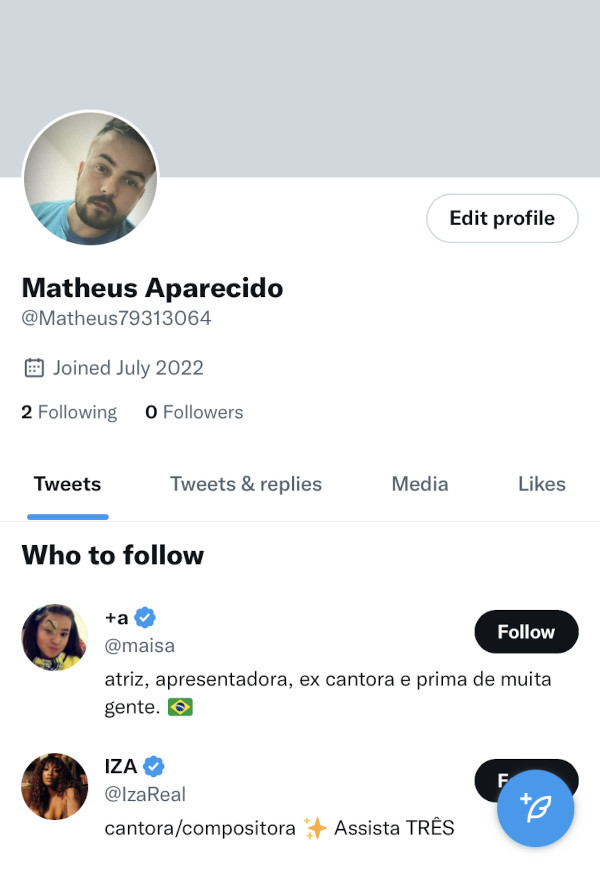 Edit profile
Matheus Aparecido
@Matheus79313064
Joined July 2022
2 Following 0 Followers
Tweets Tweets & replies Media Likes
Who to follow
+a
@maisa
Follow
atriz, apresentadora, ex cantora e prima de muita
gente. 🇧🇷
IZA
@IzaReal
cantora/compositora ✨ Assista TRÊS